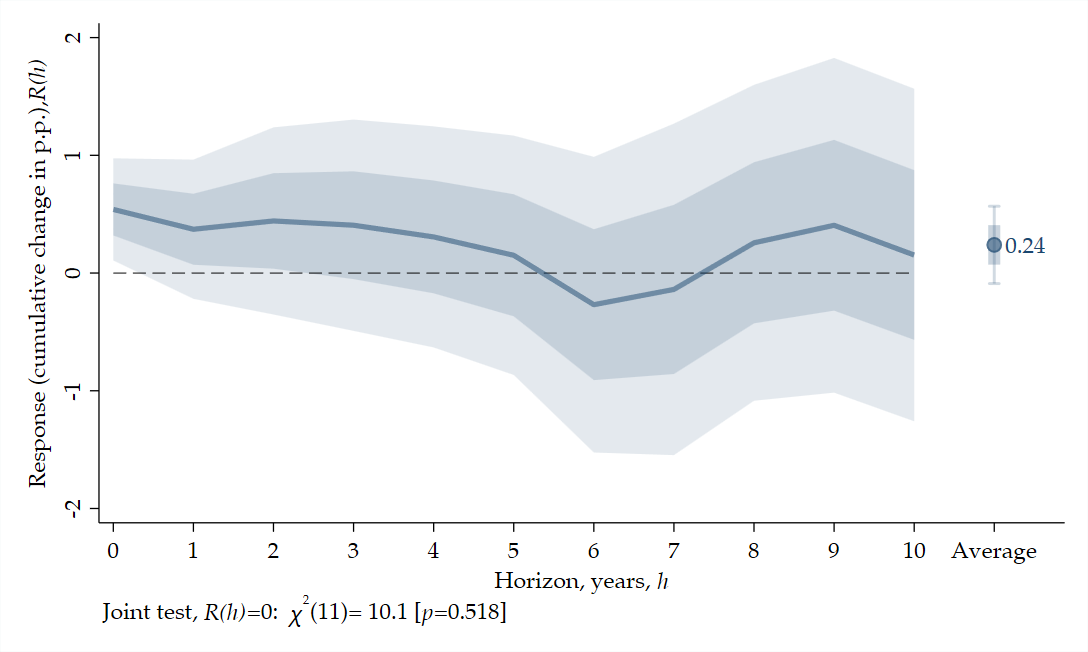 Response (cumulative change in p.p.),R(h)
2
1
0
-1
-2
0.24
0 1 2 3 4 5 6 7 8 9 10 Average
Horizon, years, h
Joint test, R(h)=0: χ²(11)= 10.1 [p=0.518]